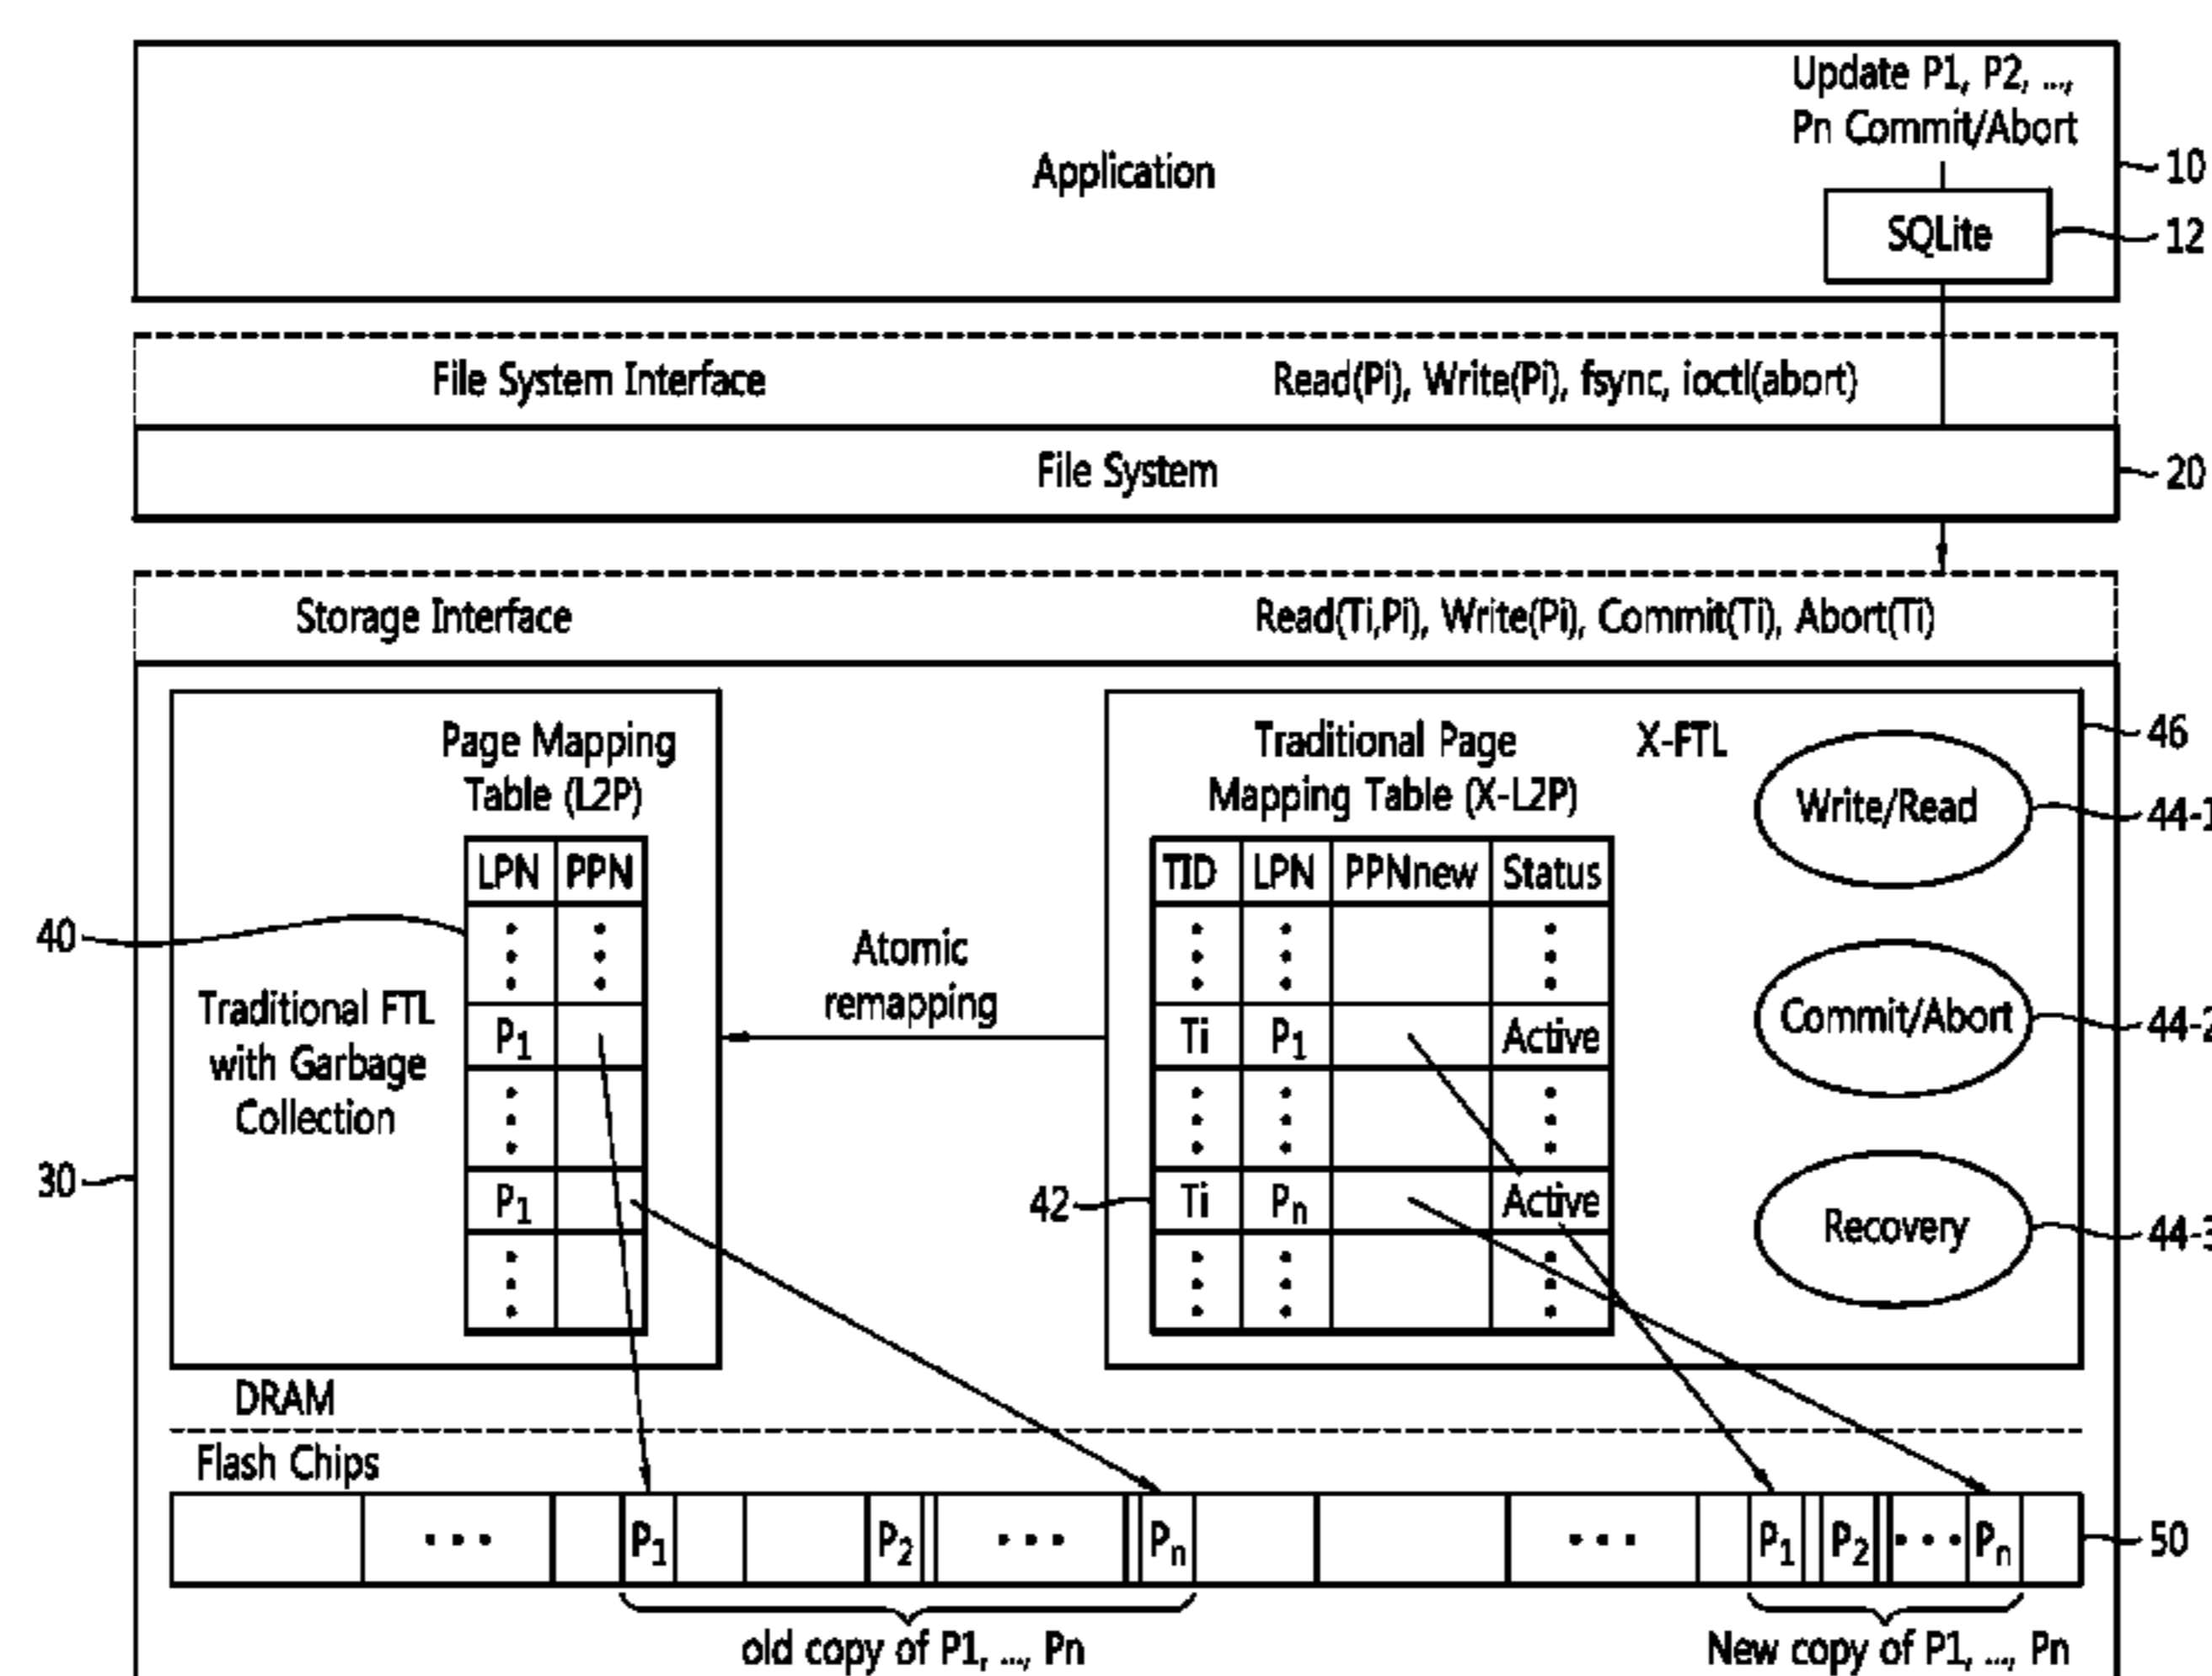 Update P1, P2, ...,
Pn Commit/Abort
Application
10
SQLite
12
File System Interface
Read(Pi), Write(Pi), fsync, ioctl(abort)
File System
20
Storage Interface
Read(Ti,Pi), Write(Pi), Commit(Ti), Abort(Ti)
Page Mapping
Table (L2P)
LPN PPN
P1
P1
40
Traditional FTL
with Garbage
Collection
30
Atomic
remapping
Traditional Page
Mapping Table (X-L2P)
X-FTL
46
TID LPN PPNnew Status
Ti P1 Active
Ti Pn Active
42
Write/Read
44-1
Commit/Abort
44-2
Recovery
44-3
DRAM
Flash Chips
... P1 P2 ... Pn ... P1 P2 ... Pn
50
old copy of P1, ..., Pn
New copy of P1, ..., Pn